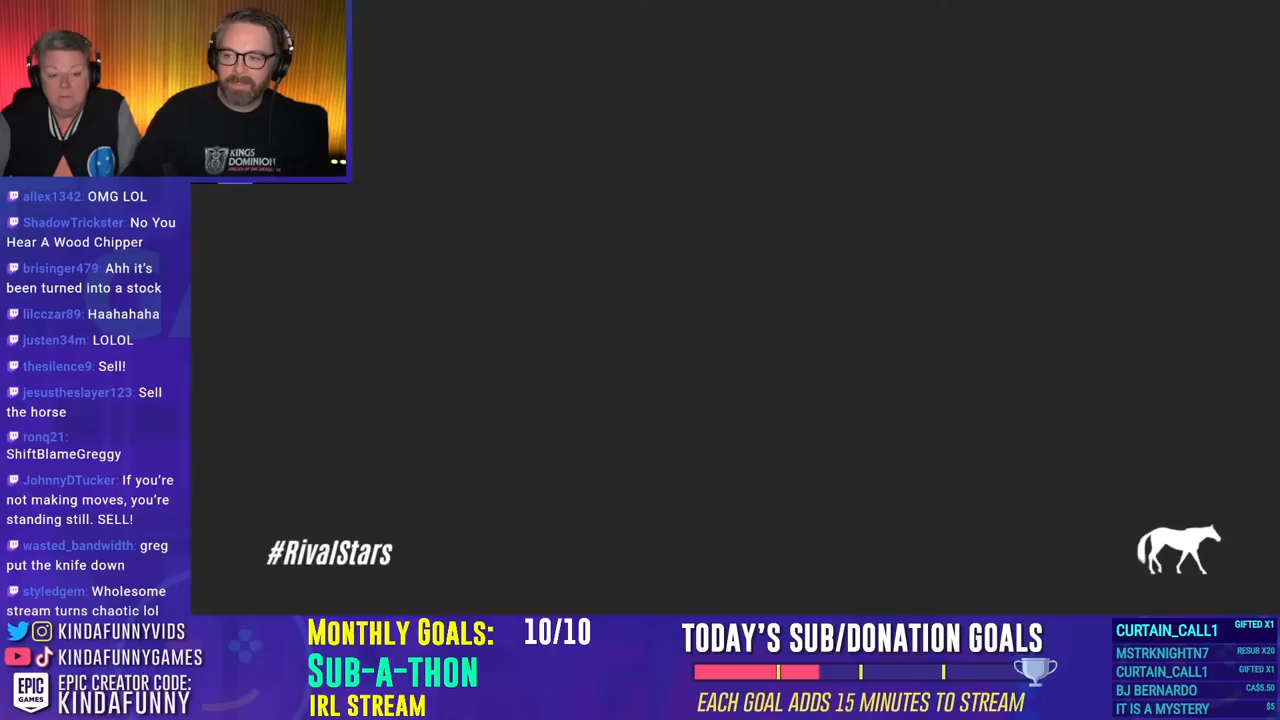 KINGS
DOMINION
allex1342: OMG LOL
ShadowTrickster: No You
Hear A Wood Chipper
brisinger479: Ahh it's
been turned into a stock
lilcczar89: Haahahaha
justen34m: LOLOL
thesilence9: Sell!
jesustheslayer123: Sell
the horse
ronq21:
ShiftBlameGreggy
JohnnyDTucker: If you're
not making moves, you're
standing still. SELL!
wasted_bandwidth: greg
put the knife down
styledgem: Wholesome
stream turns chaotic lol
#RivalStars
KINDAFUNNYVIDS
KINDAFUNNYGAMES
EPIC GAMES
EPIC CREATOR CODE:
KINDAFUNNY
MONTHLY GOALS: 10/10
SUB-A-THON
IRL STREAM
TODAY'S SUB/DONATION GOALS
EACH GOAL ADDS 15 MINUTES TO STREAM
CURTAIN_CALL1 GIFTED X1
MSTRKNIGHTN7 RESUB X20
CURTAIN_CALL1 GIFTED X1
BJ BERNARDO CA$5.50
IT IS A MYSTERY $5